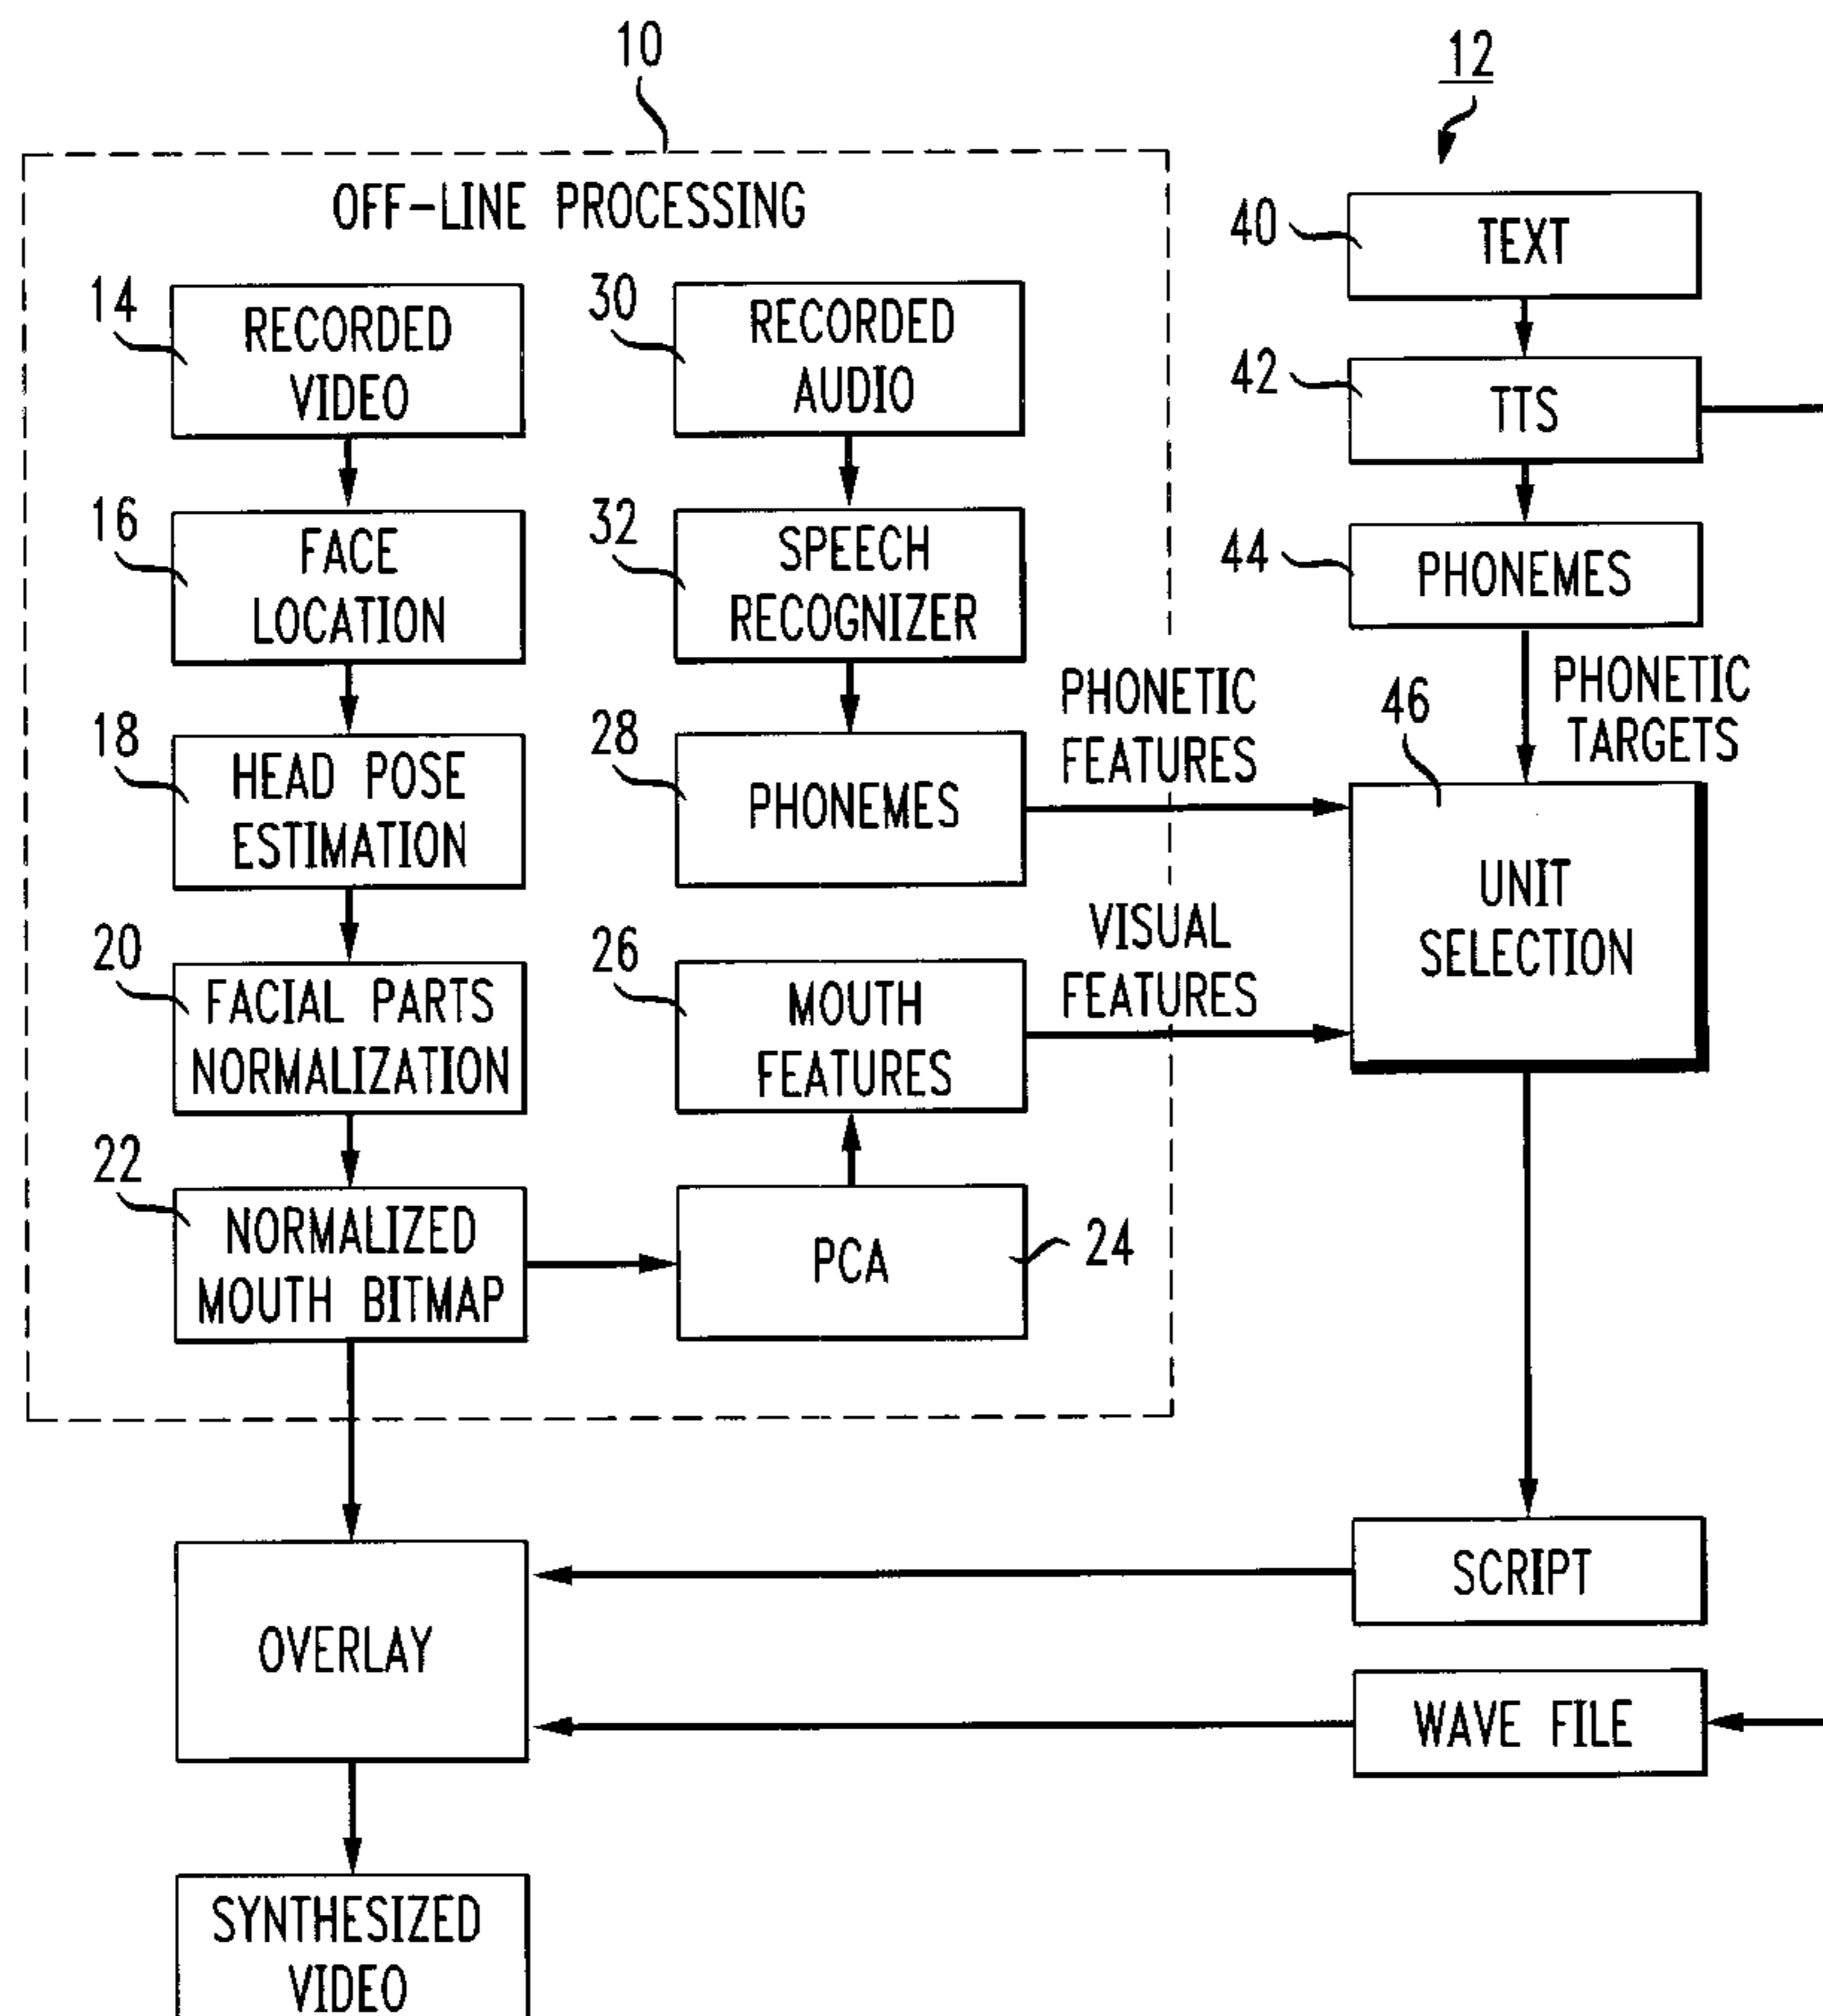 10
12
OFF-LINE PROCESSING
14
RECORDED
VIDEO
16
FACE
LOCATION
18
HEAD POSE
ESTIMATION
20
FACIAL PARTS
NORMALIZATION
22
NORMALIZED
MOUTH BITMAP
30
RECORDED
AUDIO
32
SPEECH
RECOGNIZER
28
PHONEMES
26
MOUTH
FEATURES
PCA
24
PHONETIC
FEATURES
VISUAL
FEATURES
40
TEXT
42
TTS
44
PHONEMES
PHONETIC
TARGETS
46
UNIT
SELECTION
SCRIPT
WAVE FILE
OVERLAY
SYNTHESIZED
VIDEO